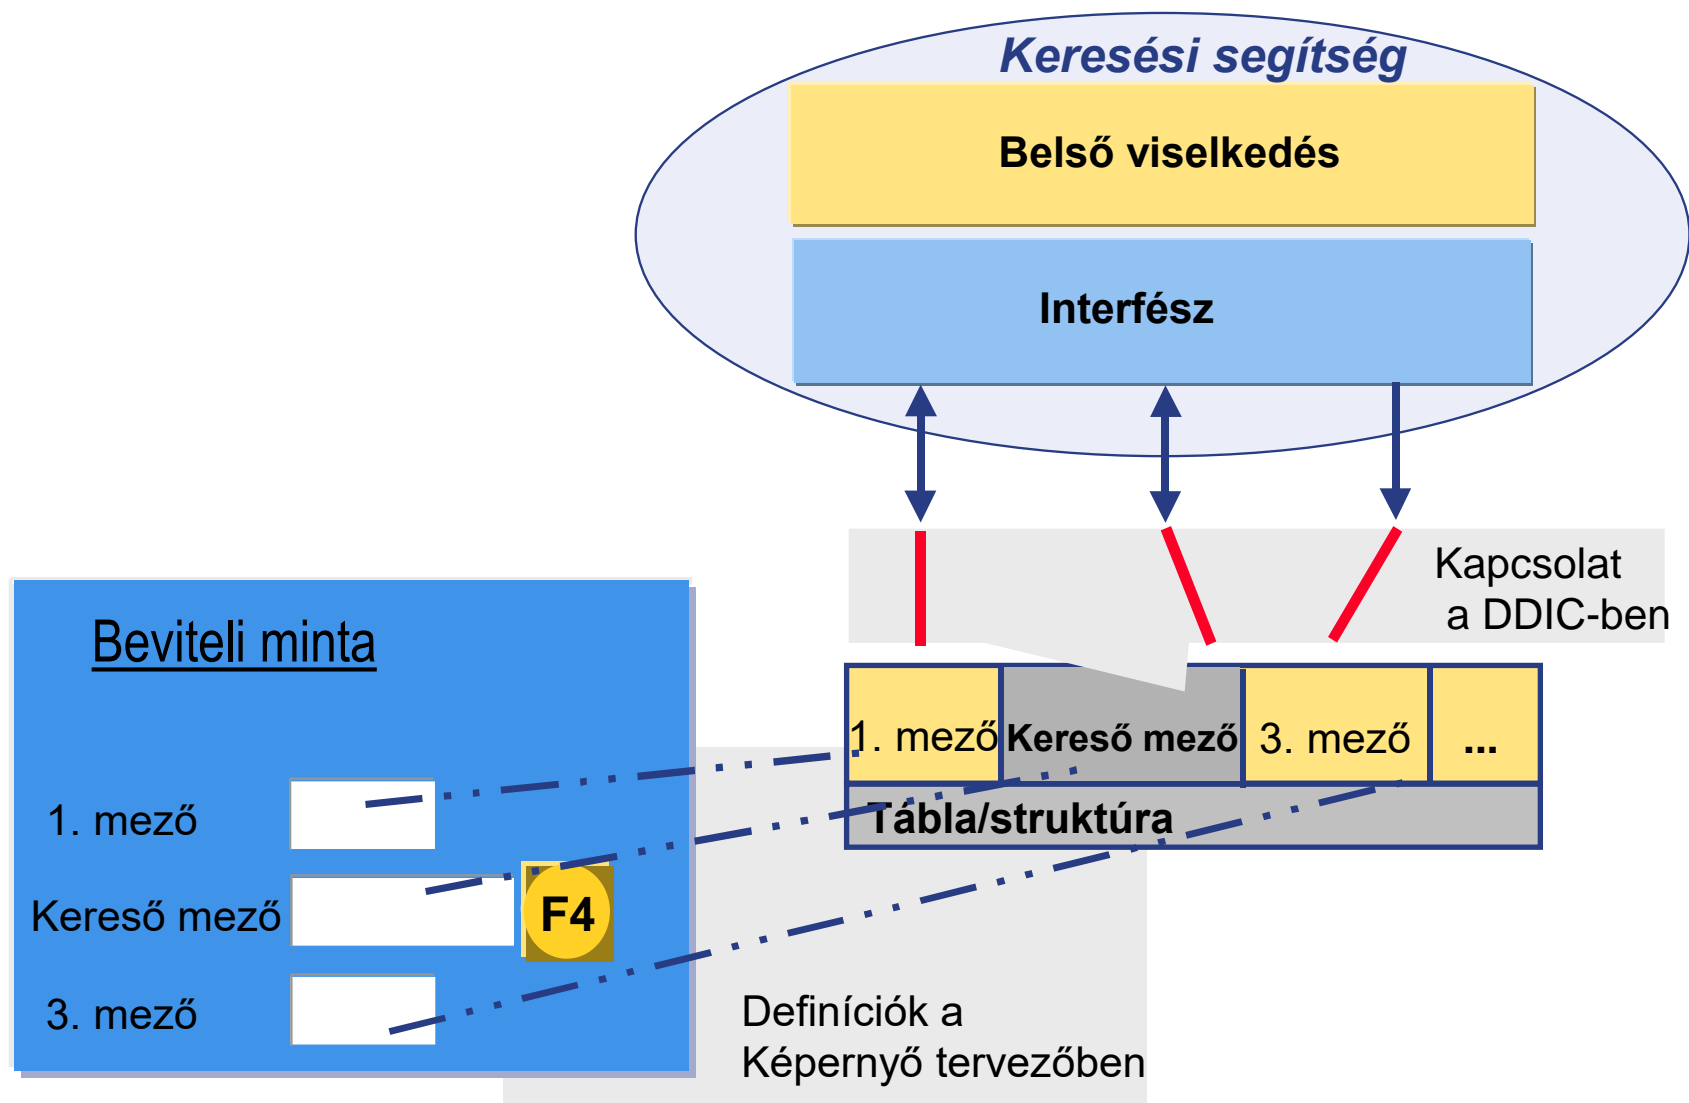 Keresési segítség
Belső viselkedés
Interfész
Kapcsolat
a DDIC-ben
Beviteli minta
1. mező
Kereső mező
3. mező
...
Tábla/struktúra
1. mező
Kereső mező
F4
3. mező
Definíciók a
Képernyő tervezőben